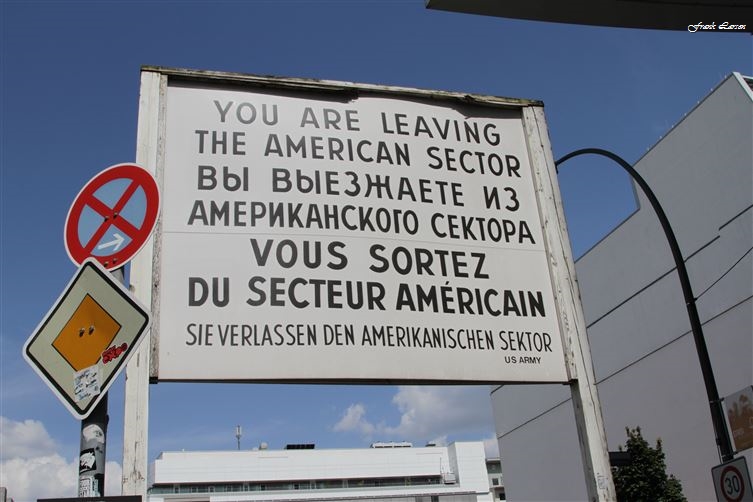 Frank Larsen
YOU ARE LEAVING
THE AMERICAN SECTOR
ВЫ ВЫЕЗЖАЕТЕ ИЗ
АМЕРИКАНСКОГО СЕКТОРА
VOUS SORTEZ
DU SECTEUR AMÉRICAIN
SIE VERLASSEN DEN AMERIKANISCHEN SEKTOR
US ARMY
30